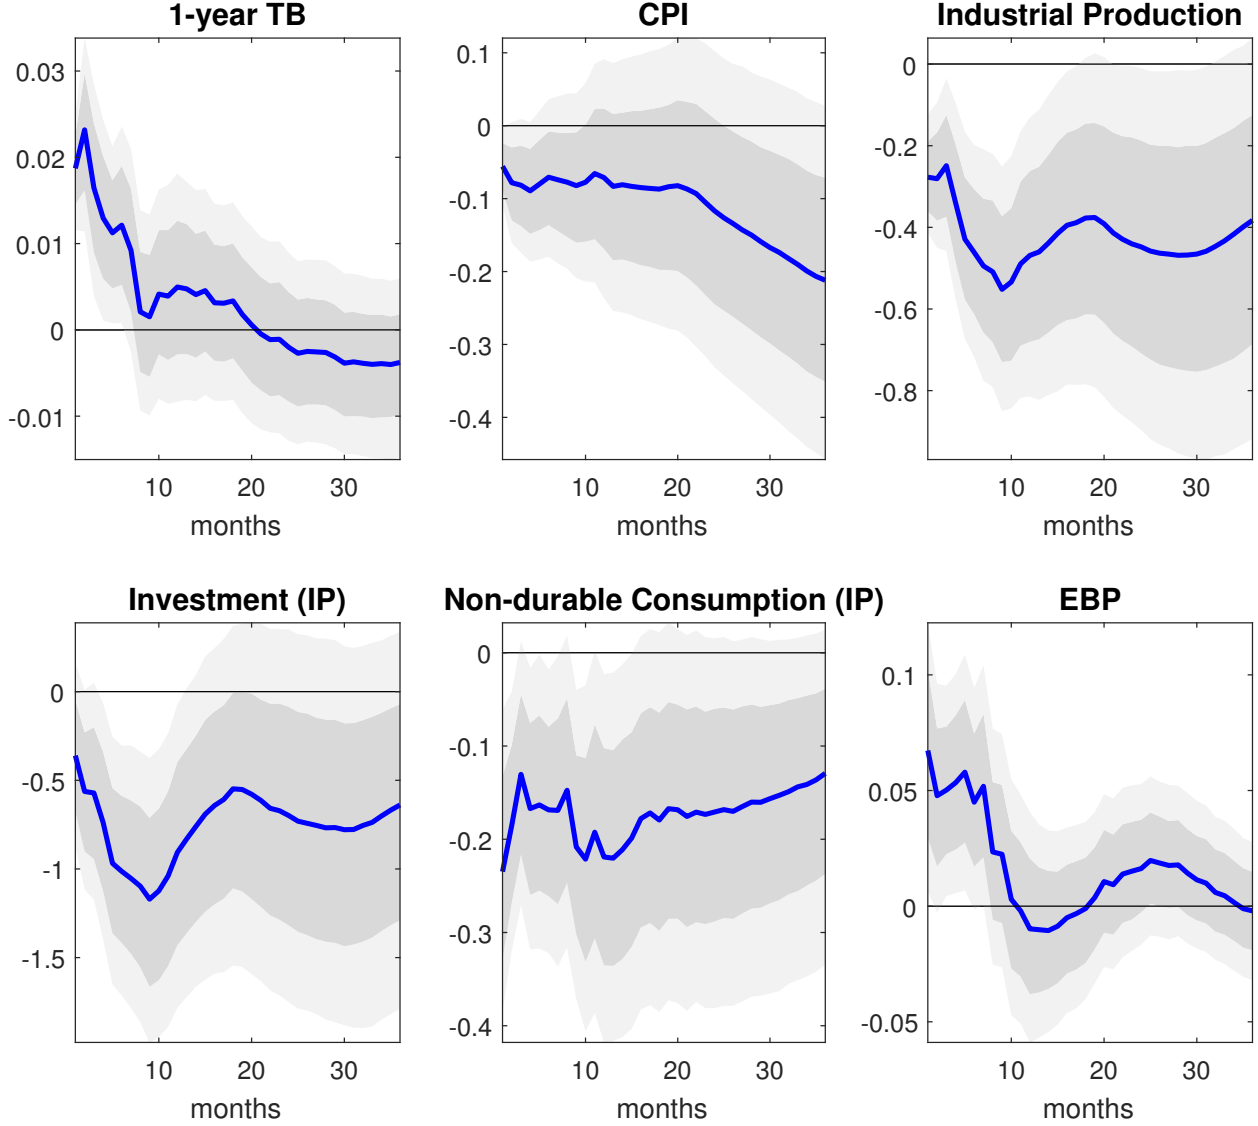 1-year TB
0.03
0.02
0.01
0
-0.01
10 20 30
months
CPI
0.1
0
-0.1
-0.2
-0.3
-0.4
10 20 30
months
Industrial Production
0
-0.2
-0.4
-0.6
-0.8
10 20 30
months
Investment (IP)
0
-0.5
-1
-1.5
10 20 30
months
Non-durable Consumption (IP)
0
-0.1
-0.2
-0.3
-0.4
10 20 30
months
EBP
0.1
0.05
0
-0.05
10 20 30
months